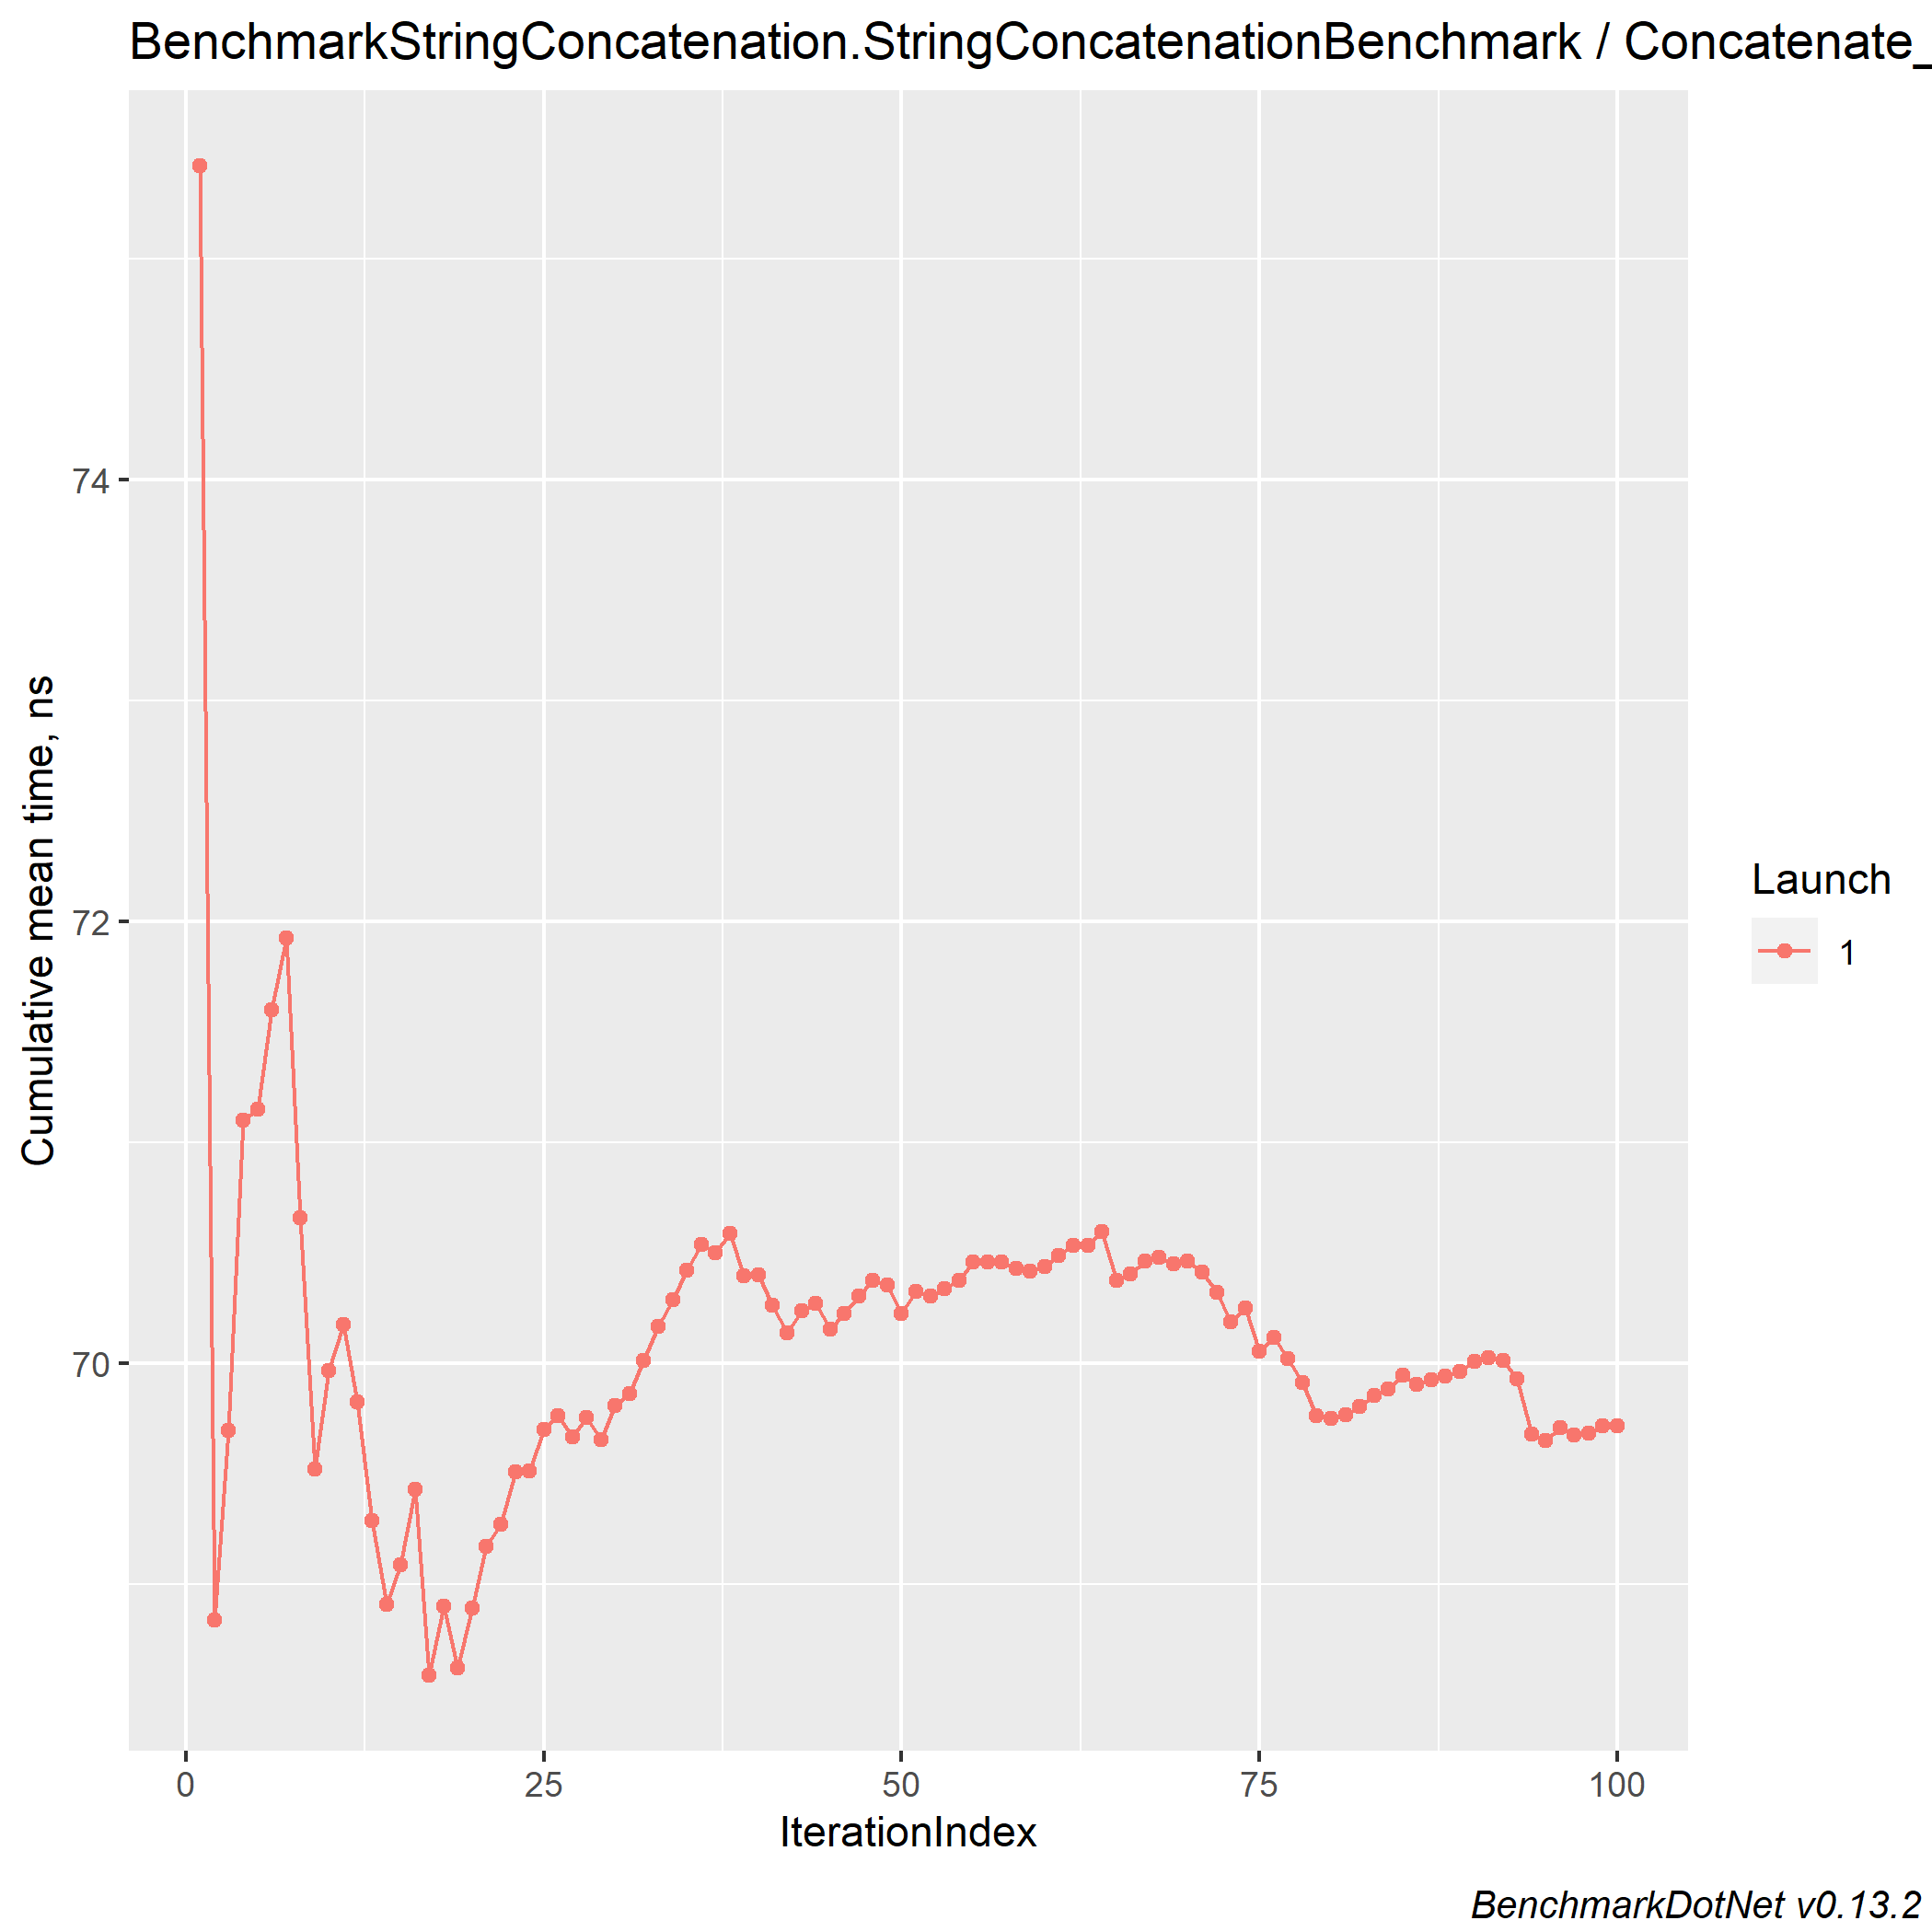 BenchmarkStringConcatenation.StringConcatenationBenchmark / Concatenate_
74
72
70
Cumulative mean time, ns
0 25 50 75 100
IterationIndex
Launch
1
BenchmarkDotNet v0.13.2